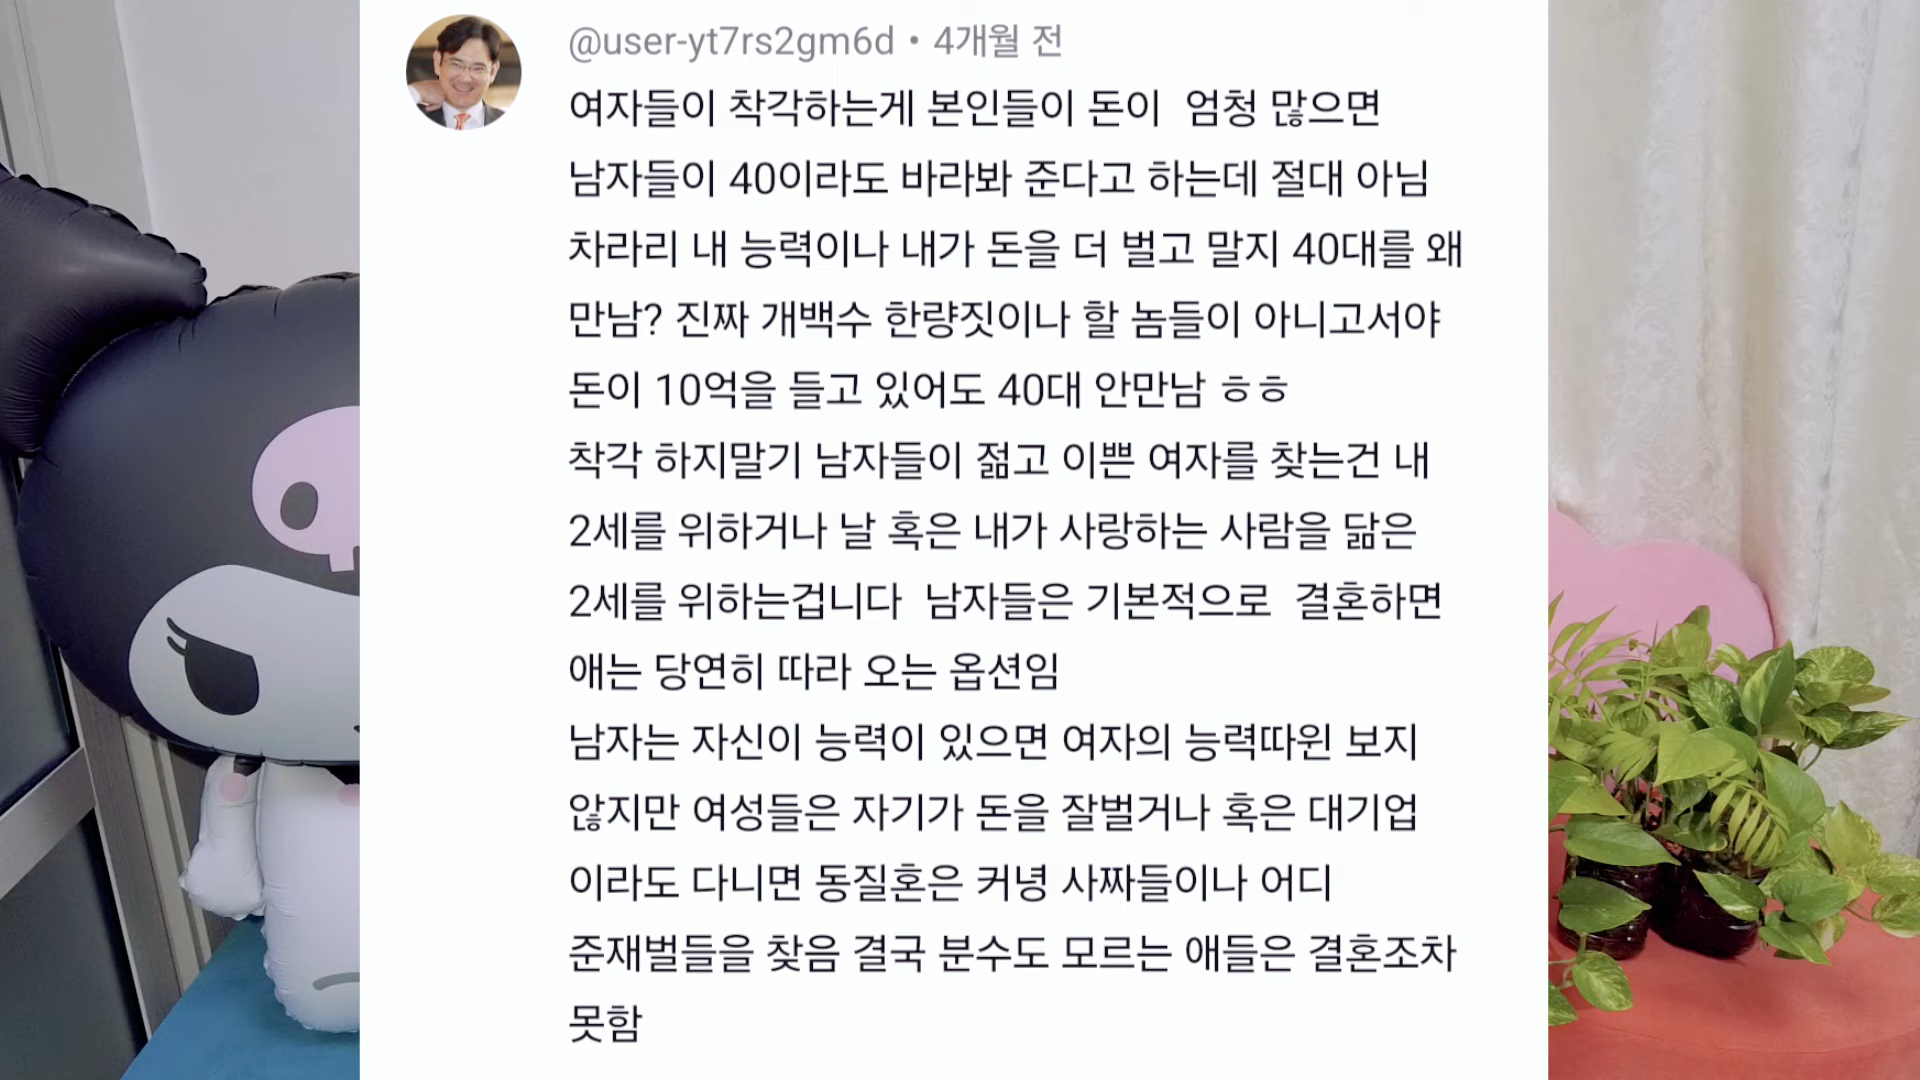 @user-yt7rs2gm6d • 4개월 전
여자들이 착각하는게 본인들이 돈이 엄청 많으면
남자들이 40이라도 바라봐 준다고 하는데 절대 아님
차라리 내 능력이나 내가 돈을 더 벌고 말지 40대를 왜
만남? 진짜 개백수 한량짓이나 할 놈들이 아니고서야
돈이 10억을 들고 있어도 40대 안만남 ㅎㅎ
착각 하지말기 남자들이 젊고 이쁜 여자를 찾는건 내
2세를 위하거나 날 혹은 내가 사랑하는 사람을 닮은
2세를 위하는겁니다 남자들은 기본적으로 결혼하면
애는 당연히 따라 오는 옵션임
남자는 자신이 능력이 있으면 여자의 능력따윈 보지
않지만 여성들은 자기가 돈을 잘벌거나 혹은 대기업
이라도 다니면 동질혼은 커녕 사짜들이나 어디
준재벌들을 찾음 결국 분수도 모르는 애들은 결혼조차
못함